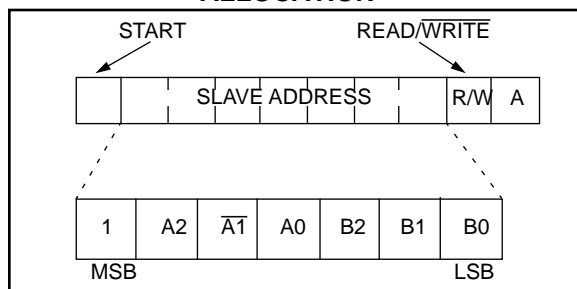 ALLOCATION
START READ/WRITE
SLAVE ADDRESS R/W A
1 A2 A1 A0 B2 B1 B0
MSB LSB